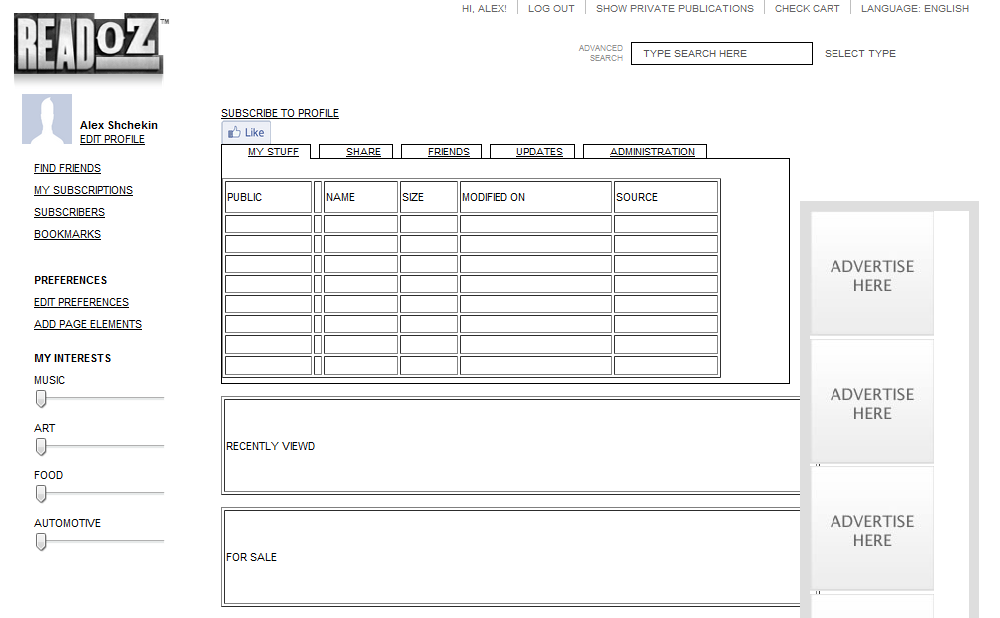 READOZ™
HI, ALEX! LOG OUT SHOW PRIVATE PUBLICATIONS CHECK CART LANGUAGE: ENGLISH
ADVANCED
SEARCH
TYPE SEARCH HERE
SELECT TYPE
Alex Shchekin
EDIT PROFILE
FIND FRIENDS
MY SUBSCRIPTIONS
SUBSCRIBERS
BOOKMARKS
PREFERENCES
EDIT PREFERENCES
ADD PAGE ELEMENTS
MY INTERESTS
MUSIC
ART
FOOD
AUTOMOTIVE
SUBSCRIBE TO PROFILE
Like
MY STUFF SHARE FRIENDS UPDATES ADMINISTRATION
PUBLIC NAME SIZE MODIFIED ON SOURCE
RECENTLY VIEWD
FOR SALE
ADVERTISE
HERE
ADVERTISE
HERE
ADVERTISE
HERE